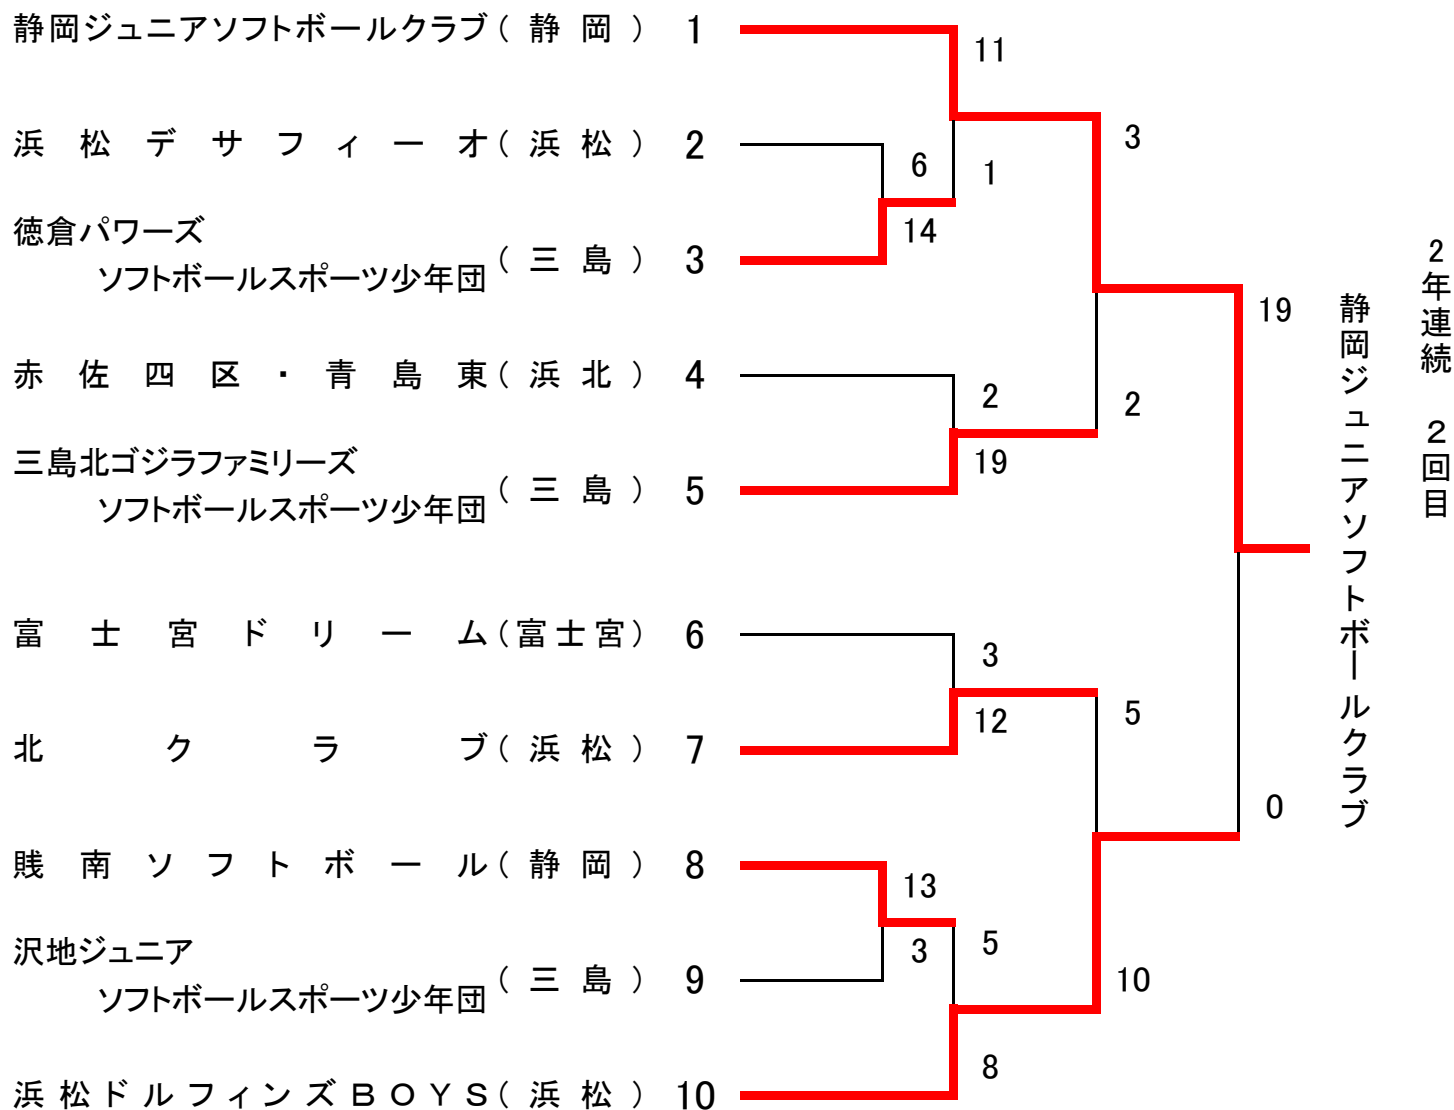 静岡ジュニアソフトボールクラブ(静岡) 1
11
浜松デサフィーオ(浜松) 2
3
6
1
徳倉パワーズ
ソフトボールスポーツ少年団(三島) 3
14
19
赤佐四区・青島東(浜北) 4
2
2
三島北ゴジラファミリーズ
ソフトボールスポーツ少年団(三島) 5
19
富士宮ドリーム(富士宮) 6
3
12
5
北クラブ(浜松) 7
0
賎南ソフトボール(静岡) 8
13
3
5
沢地ジュニア
ソフトボールスポーツ少年団(三島) 9
10
8
浜松ドルフィンズBOYS(浜松) 10
静岡ジュニアソフトボールクラブ
2年連続 2回目